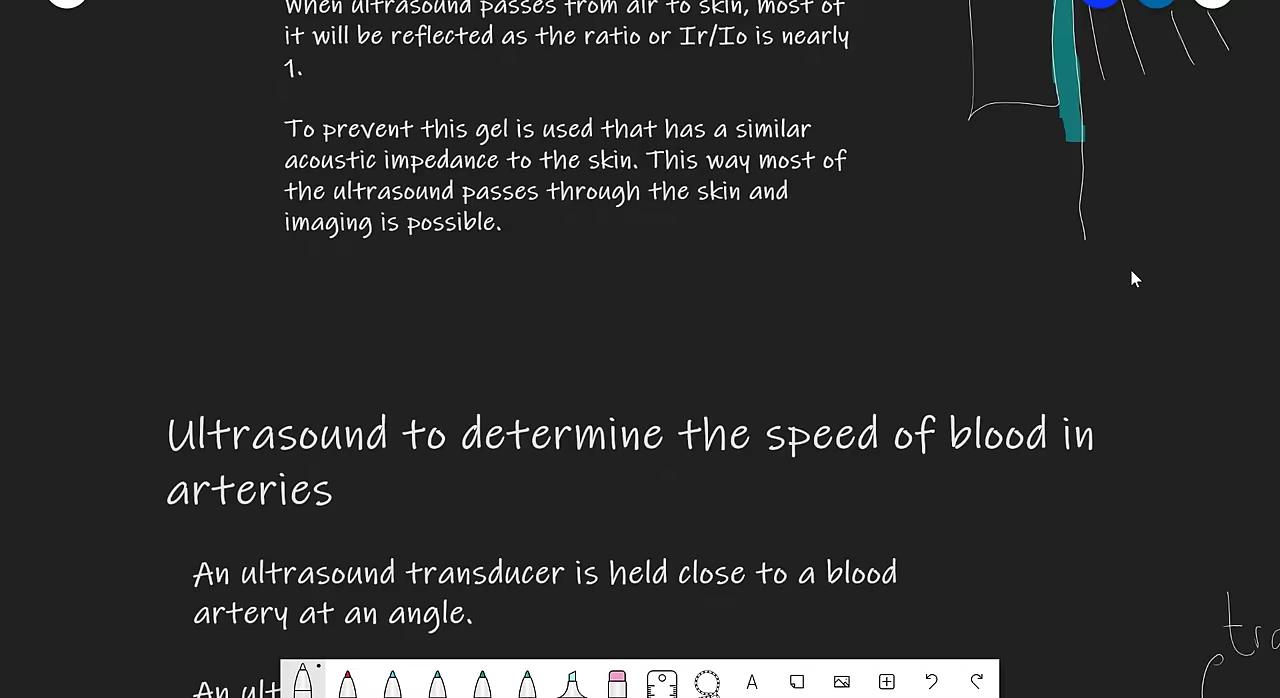 When ultrasound passes from air to skin, most of
it will be reflected as the ratio or Ir/Io is nearly
1.
To prevent this gel is used that has a similar
acoustic impedance to the skin. This way most of
the ultrasound passes through the skin and
imaging is possible.
Ultrasound to determine the speed of blood in
arteries
An ultrasound transducer is held close to a blood
artery at an angle.
tra
An ult
A